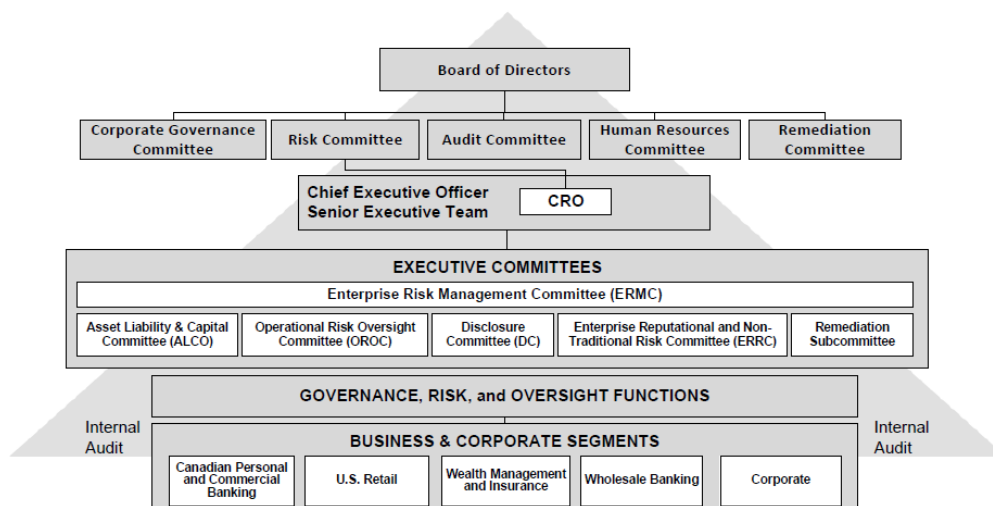 Board of Directors
Corporate Governance
Committee
Risk Committee
Audit Committee
Human Resources
Committee
Remediation
Committee
Chief Executive Officer
Senior Executive Team
CRO
EXECUTIVE COMMITTEES
Enterprise Risk Management Committee (ERMC)
Asset Liability & Capital
Committee (ALCO)
Operational Risk Oversight
Committee (OROC)
Disclosure
Committee (DC)
Enterprise Reputational and Non-
Traditional Risk Committee (ERRC)
Remediation
Subcommittee
GOVERNANCE, RISK, and OVERSIGHT FUNCTIONS
Internal
Audit
Internal
Audit
BUSINESS & CORPORATE SEGMENTS
Canadian Personal
and Commercial
Banking
U.S. Retail
Wealth Management
and Insurance
Wholesale Banking
Corporate